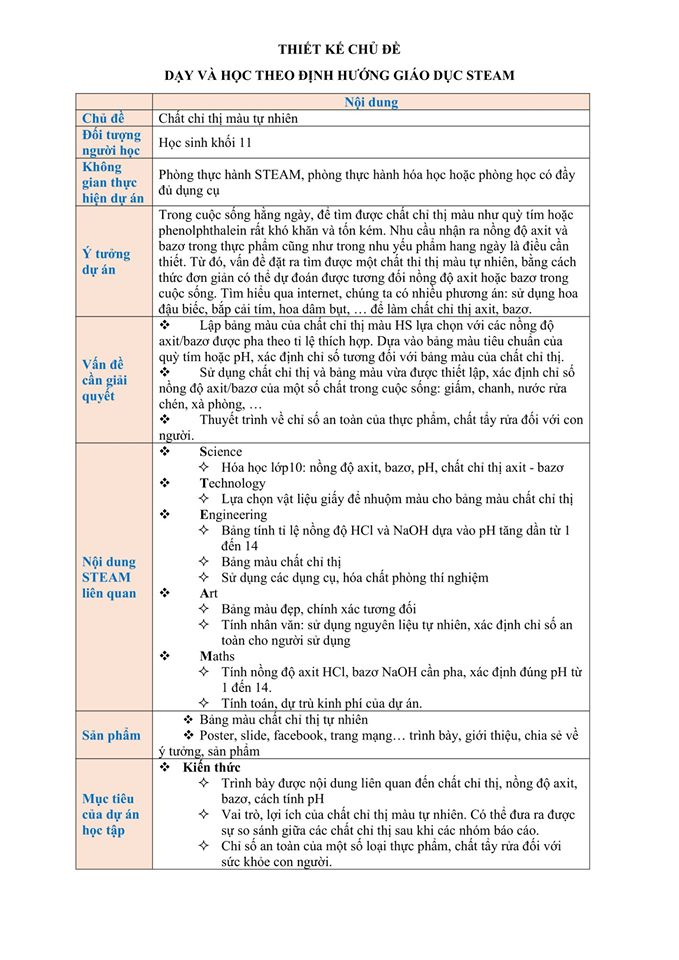 THIẾT KẾ CHỦ ĐỀ
DẠY VÀ HỌC THEO ĐỊNH HƯỚNG GIÁO DỤC STEAM
Nội dung
Chủ đề
Chất chỉ thị màu tự nhiên
Đối tượng
người học
Học sinh khối 11
Không
gian thực
hiện dự án
Phòng thực hành STEAM, phòng thực hành hóa học hoặc phòng học có đầy
đủ dụng cụ
Ý tưởng
dự án
Trong cuộc sống hằng ngày, để tìm được chất chỉ thị màu như quỳ tím hoặc
phenolphthalein rất khó khăn và tốn kém. Nhu cầu nhận ra nồng độ axit và
bazơ trong thực phẩm cũng như trong nhu yếu phẩm hang ngày là điều cần
thiết. Từ đó, vấn đề đặt ra tìm được một chất thi thị màu tự nhiên, bằng cách
thức đơn giản có thể dự đoán được tương đối nồng độ axit hoặc bazơ trong
cuộc sống. Tìm hiểu qua internet, chúng ta có nhiều phương án: sử dụng hoa
đậu biếc, bắp cải tím, hoa dâm bụt, … để làm chất chỉ thị axit, bazơ.
Vấn đề
cần giải
quyết
❖ Lập bảng màu của chất chỉ thị màu HS lựa chọn với các nồng độ
axit/bazơ được pha theo tỉ lệ thích hợp. Dựa vào bảng màu tiêu chuẩn của
quỳ tím hoặc pH, xác định chỉ số tương đối với bảng màu của chất chỉ thị.
❖ Sử dụng chất chỉ thị và bảng màu vừa được thiết lập, xác định chỉ số
nồng độ axit/bazơ của một số chất trong cuộc sống: giấm, chanh, nước rửa
chén, xà phòng, …
❖ Thuyết trình về chỉ số an toàn của thực phẩm, chất tẩy rửa đối với con
người.
Nội dung
STEAM
liên quan
❖ Science
✧ Hóa học lớp10: nồng độ axit, bazơ, pH, chất chỉ thị axit - bazơ
❖ Technology
✧ Lựa chọn vật liệu giấy để nhuộm màu cho bảng màu chất chỉ thị
❖ Engineering
✧ Bảng tính tỉ lệ nồng độ HCl và NaOH dựa vào pH tăng dần từ 1
đến 14
✧ Bảng màu chất chỉ thị
✧ Sử dụng các dụng cụ, hóa chất phòng thí nghiệm
❖ Art
✧ Bảng màu đẹp, chính xác tương đối
✧ Tính nhân văn: sử dụng nguyên liệu tự nhiên, xác định chỉ số an
toàn cho người sử dụng
❖ Maths
✧ Tính nồng độ axit HCl, bazơ NaOH cần pha, xác định đúng pH từ
1 đến 14.
✧ Tính toán, dự trù kinh phí của dự án.
Sản phẩm
❖ Bảng màu chất chỉ thị tự nhiên
❖ Poster, slide, facebook, trang mạng… trình bày, giới thiệu, chia sẻ về
ý tưởng, sản phẩm
Mục tiêu
của dự án
học tập
❖ Kiến thức
✧ Trình bày được nội dung liên quan đến chất chỉ thị, nồng độ axit,
bazơ, cách tính pH
✧ Vai trò, lợi ích của chất chỉ thị màu tự nhiên. Có thể đưa ra được
sự so sánh giữa các chất chỉ thị sau khi các nhóm báo cáo.
✧ Chỉ số an toàn của một số loại thực phẩm, chất tẩy rửa đối với
sức khỏe con người.